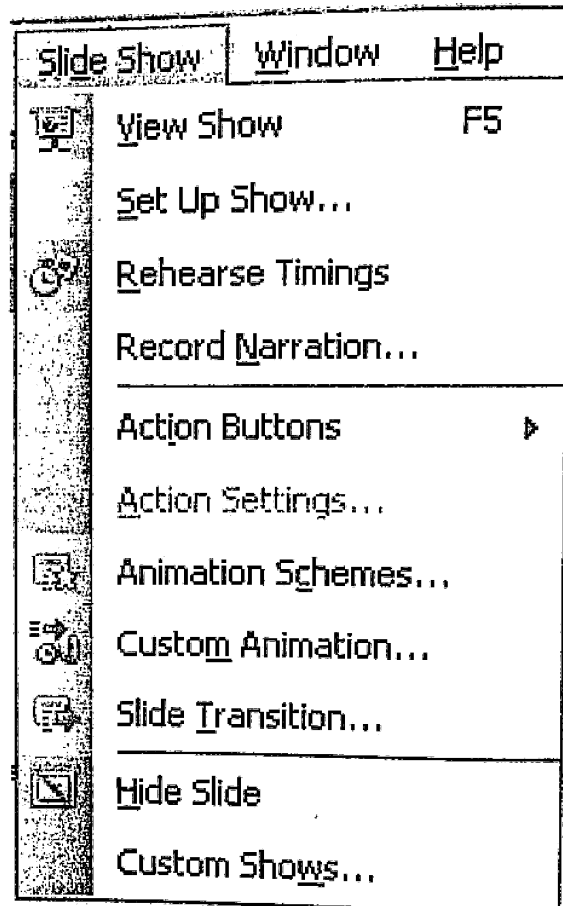 Slide Show Window Help
View Show F5
Set Up Show...
Rehearse Timings
Record Narration...
Action Buttons
Action Settings...
Animation Schemes...
Custom Animation...
Slide Transition...
Hide Slide
Custom Shows...